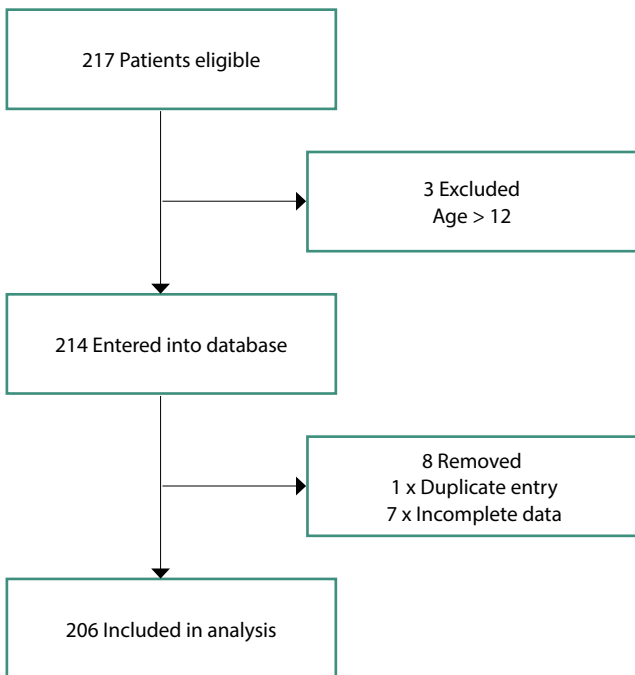 217 Patients eligible
3 Excluded
Age > 12
214 Entered into database
8 Removed
1 x Duplicate entry
7 x Incomplete data
206 Included in analysis